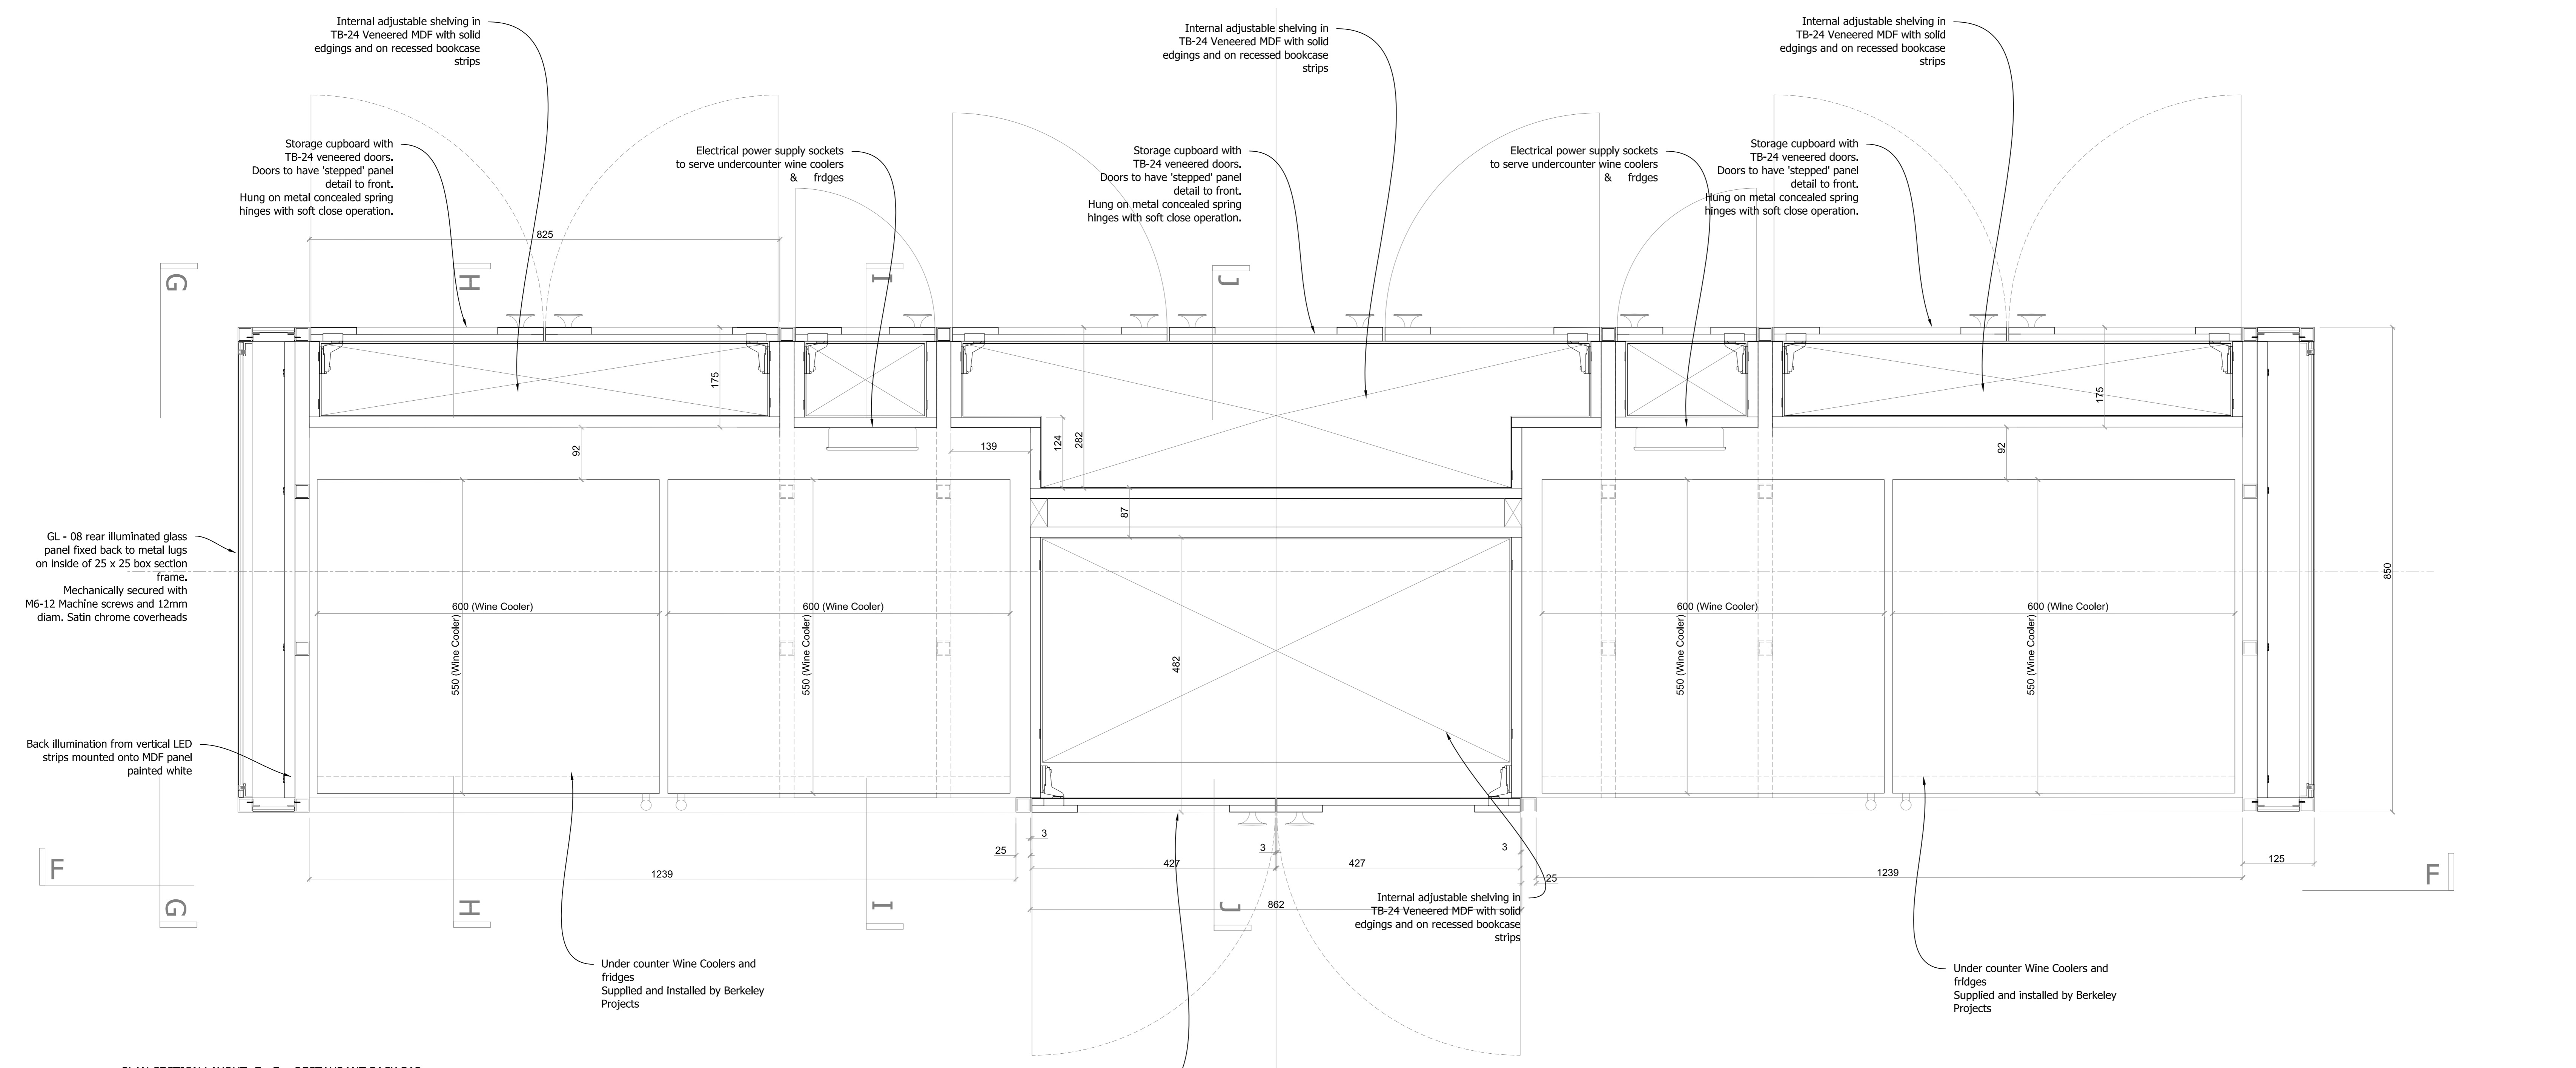 Internal adjustable shelving in
TB-24 Veneered MDF with solid
edgings and on recessed bookcase
strips
Internal adjustable shelving in
TB-24 Veneered MDF with solid
edgings and on recessed bookcase
strips
Internal adjustable shelving in
TB-24 Veneered MDF with solid
edgings and on recessed bookcase
strips
Storage cupboard with
TB-24 veneered doors.
Doors to have 'stepped' panel
detail to front.
Hung on metal concealed spring
hinges with soft close operation.
Electrical power supply sockets
to serve undercounter wine coolers
& frdges
Storage cupboard with
TB-24 veneered doors.
Doors to have 'stepped' panel
detail to front.
Hung on metal concealed spring
hinges with soft close operation.
Electrical power supply sockets
to serve undercounter wine coolers
& frdges
Storage cupboard with
TB-24 veneered doors.
Doors to have 'stepped' panel
detail to front.
Hung on metal concealed spring
hinges with soft close operation.
825
G
H
I
J
175
175
92
139
124
282
92
87
GL - 08 rear illuminated glass
panel fixed back to metal lugs
on inside of 25 x 25 box section
frame.
Mechanically secured with
M6-12 Machine screws and 12mm
diam. Satin chrome coverheads
850
600 (Wine Cooler)
600 (Wine Cooler)
600 (Wine Cooler)
600 (Wine Cooler)
550 (Wine Cooler)
550 (Wine Cooler)
482
550 (Wine Cooler)
550 (Wine Cooler)
Back illumination from vertical LED
strips mounted onto MDF panel
painted white
3
25
3
3
427
427
125
F
1239
25
1239
F
862
G
H
I
J
Internal adjustable shelving in
TB-24 Veneered MDF with solid
edgings and on recessed bookcase
strips
Under counter Wine Coolers and
fridges
Supplied and installed by Berkeley
Projects
Under counter Wine Coolers and
fridges
Supplied and installed by Berkeley
Projects